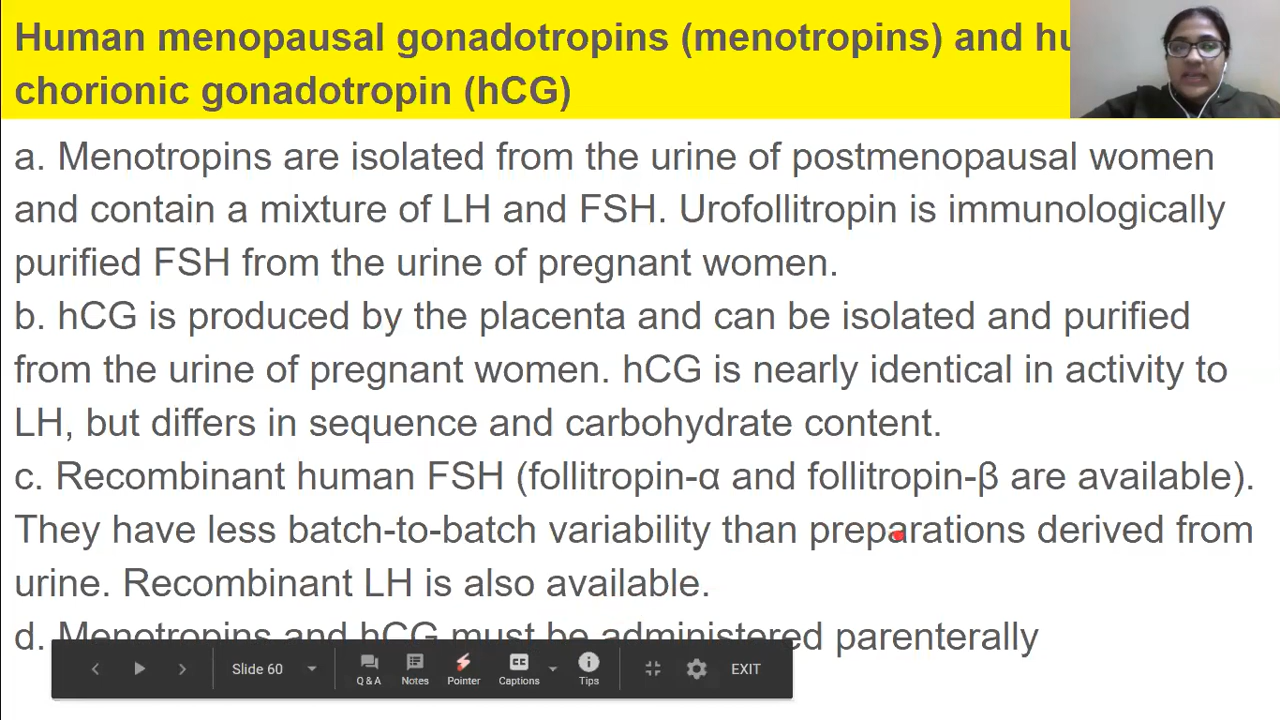 Human menopausal gonadotropins (menotropins) and hu
chorionic gonadotropin (hCG)
a. Menotropins are isolated from the urine of postmenopausal women
and contain a mixture of LH and FSH. Urofollitropin is immunologically
purified FSH from the urine of pregnant women.
b. hCG is produced by the placenta and can be isolated and purified
from the urine of pregnant women. hCG is nearly identical in activity to
LH, but differs in sequence and carbohydrate content.
c. Recombinant human FSH (follitropin-α and follitropin-β are available).
They have less batch-to-batch variability than preparations derived from
urine. Recombinant LH is also available.
d. Menotropins and hCG must be administered parenterally
Slide 60
Q & A
Notes
Pointer
CC
Captions
Tips
EXIT